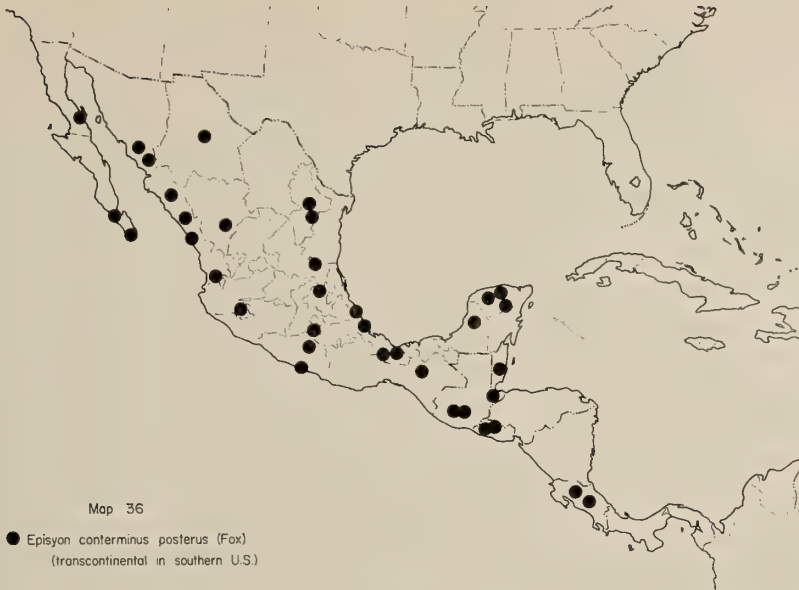 Map 36
Episyon conterminus posterus (Fox)
(transcontinental in southern U.S.)